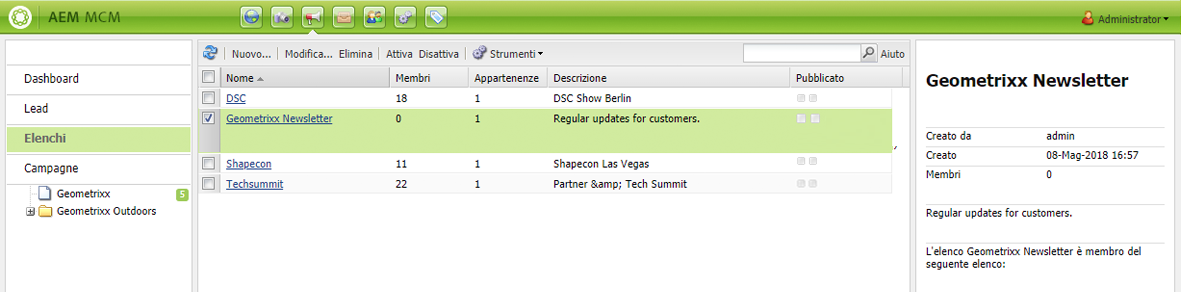 AEM MCM
Administrator
Dashboard
Lead
Elenchi
Campagne
Geometrixx 5
Geometrixx Outdoors
Nuovo... Modifica... Elimina Attiva Disattiva Strumenti Aiuto
Nome Membri Appartenenze Descrizione Pubblicato
DSC 18 1 DSC Show Berlin
Geometrixx Newsletter 0 1 Regular updates for customers.
Shapecon 11 1 Shapecon Las Vegas
Techsummit 22 1 Partner &amp; Tech Summit
Geometrixx Newsletter
Creato da admin
Creato 08-Mag-2018 16:57
Membri 0
Regular updates for customers.
L'elenco Geometrixx Newsletter è membro del
seguente elenco: